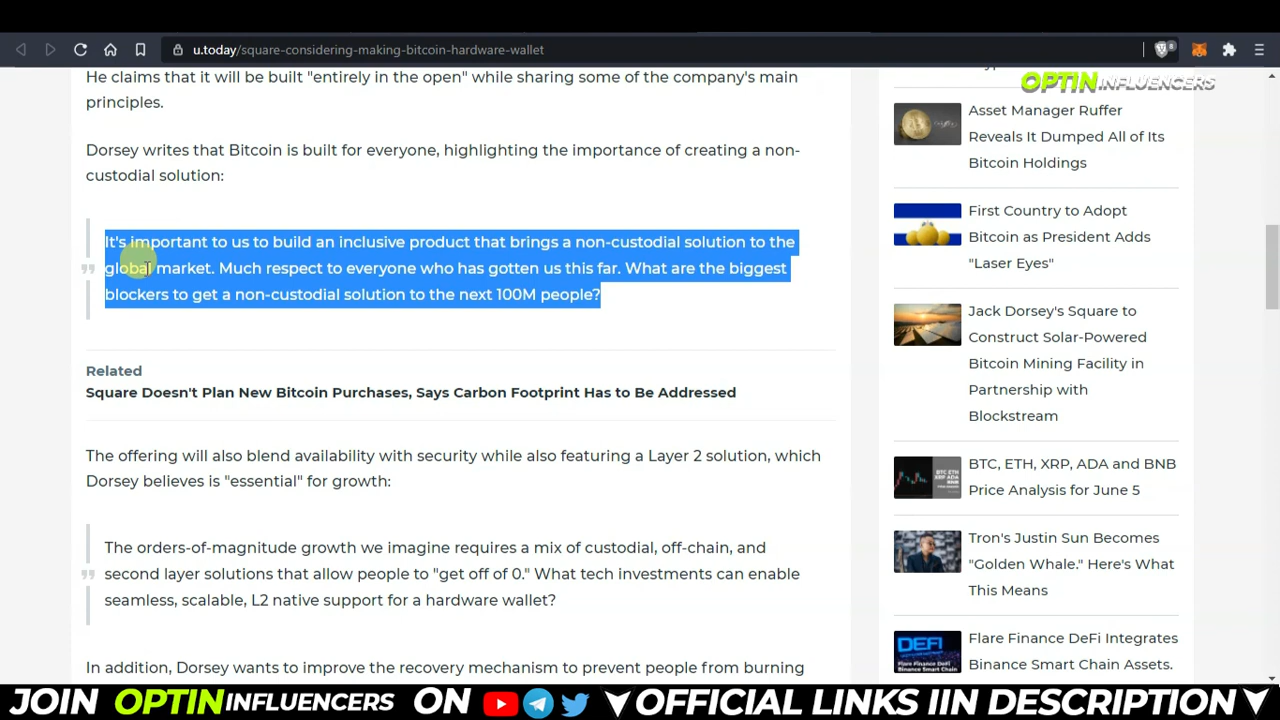 u.today/square-considering-making-bitcoin-hardware-wallet
8
OPTIN INFLUENCERS
He claims that it will be built "entirely in the open" while sharing some of the company's main
principles.
Dorsey writes that Bitcoin is built for everyone, highlighting the importance of creating a non-
custodial solution:
It's important to us to build an inclusive product that brings a non-custodial solution to the
global market. Much respect to everyone who has gotten us this far. What are the biggest
blockers to get a non-custodial solution to the next 100M people?
Related
Square Doesn't Plan New Bitcoin Purchases, Says Carbon Footprint Has to Be Addressed
The offering will also blend availability with security while also featuring a Layer 2 solution, which
Dorsey believes is "essential" for growth:
The orders-of-magnitude growth we imagine requires a mix of custodial, off-chain, and
second layer solutions that allow people to "get off of 0." What tech investments can enable
seamless, scalable, L2 native support for a hardware wallet?
In addition, Dorsey wants to improve the recovery mechanism to prevent people from burning
Asset Manager Ruffer
Reveals It Dumped All of Its
Bitcoin Holdings
First Country to Adopt
Bitcoin as President Adds
"Laser Eyes"
Jack Dorsey's Square to
Construct Solar-Powered
Bitcoin Mining Facility in
Partnership with
Blockstream
BTC, ETH, XRP, ADA and BNB
Price Analysis for June 5
Tron's Justin Sun Becomes
"Golden Whale." Here's What
This Means
DEFI
Flare Finance DeFi Integrates
Binance Smart Chain Assets.
JOIN OPTIN INFLUENCERS ON OFFICIAL LINKS IIN DESCRIPTION